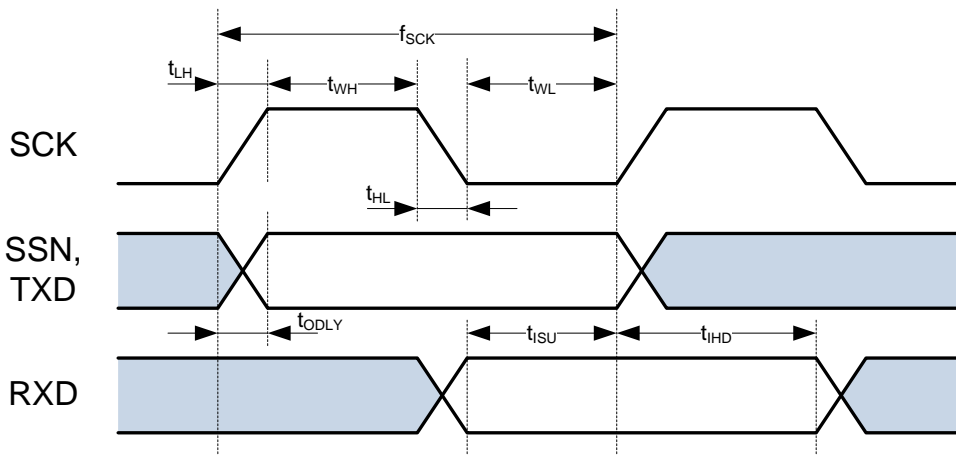 fSCK
tLH
tWH
tWL
SCK
tHL
SSN,
TXD
tODLY
tISU
tIHD
RXD